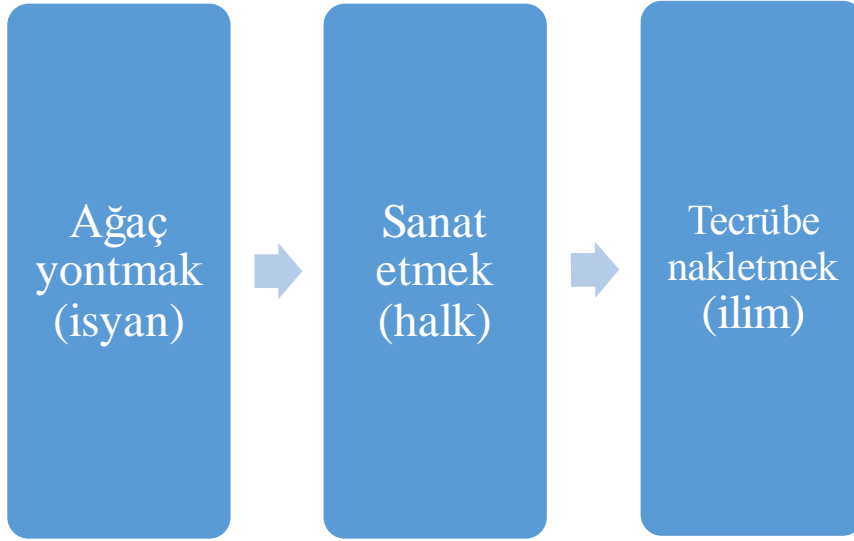 Ağaç
yontmak
(isyan)
Sanat
etmek
(halk)
Tecrübe
nakletmek
(ilim)